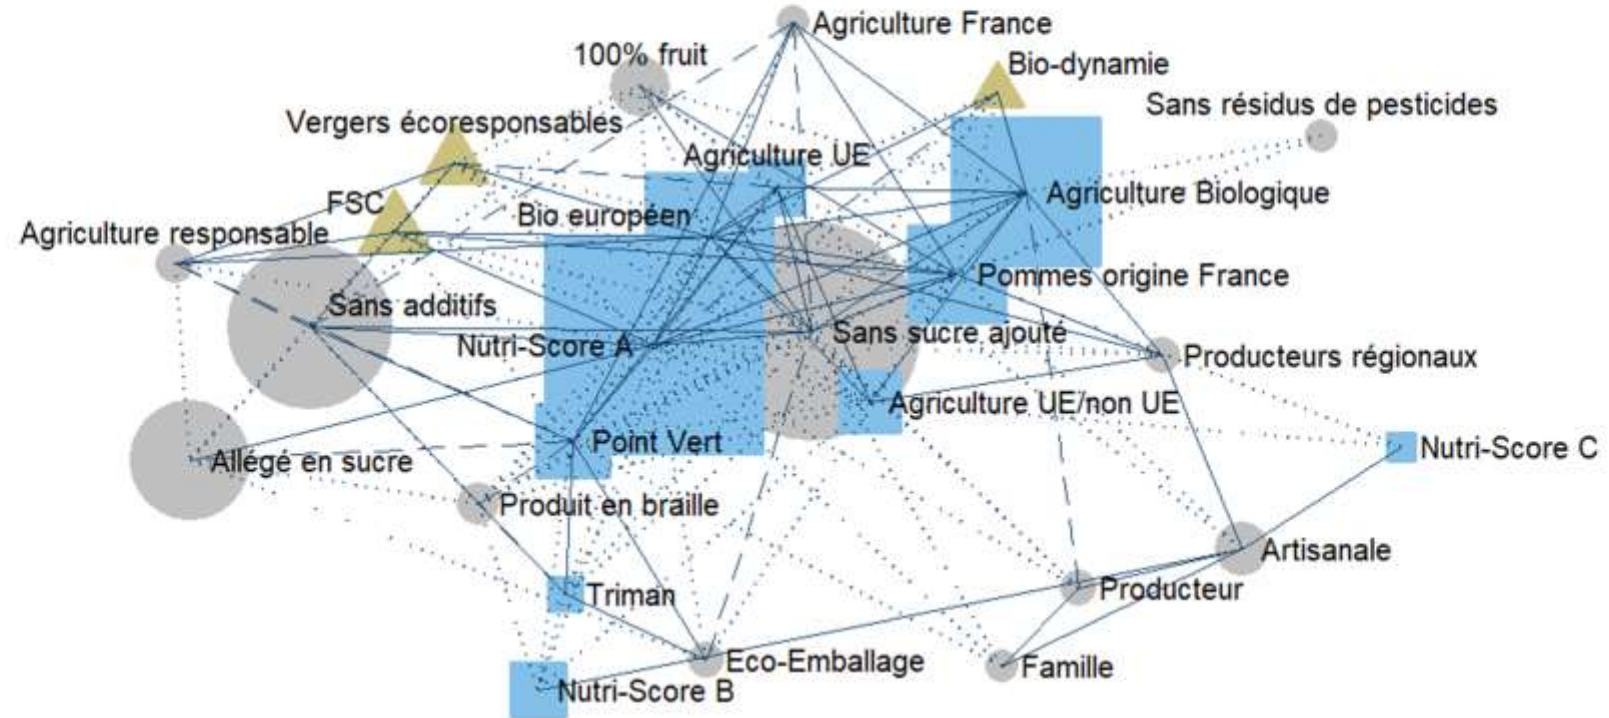 Agriculture France
100% fruit
Bio-dynamie
Sans résidus de pesticides
Vergers écoresponsables
Agriculture UE
Agriculture Biologique
FSC
Bio européen
Agriculture responsable
Pommes origine France
Sans additifs
Sans sucre ajouté
Nutri-Score A
Producteurs régionaux
Agriculture UE/non UE
Point Vert
Nutri-Score C
Allégé en sucre
Produit en braille
Artisanale
Producteur
Triman
Eco-Emballage
Famille
Nutri-Score B